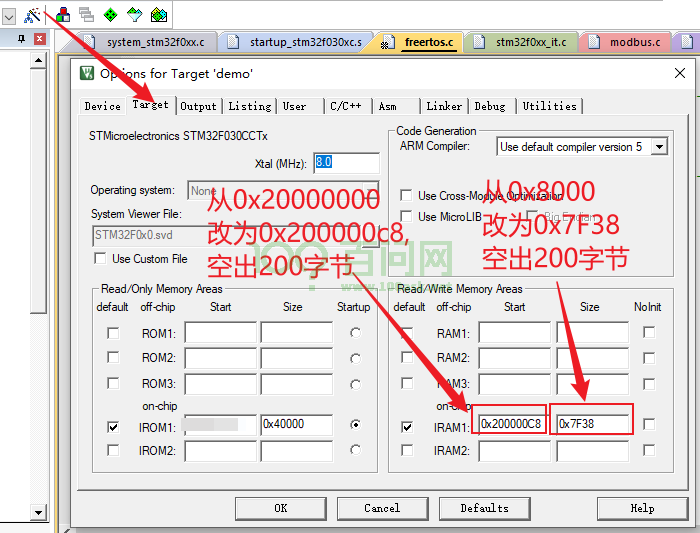 system_stm32f0xx.c
startup_stm32f030xc.s
freertos.c
stm32f0xx_it.c
modbus.c
Options for Target 'demo'
Device
Target
Output
Listing
User
C/C++
Asm
Linker
Debug
Utilities
STMicroelectronics STM32F030CCTx
Xtal (MHz):
8.0
Operating system:
None
System Viewer File:
STM32F0x0.svd
Use Custom File
Code Generation
ARM Compiler:
Use default compiler version 5
Use Cross-Module Optimization
Use MicroLIB
Big Endian
从0x20000000
改为0x200000c8,
空出200字节
从0x8000
改为0x7F38
空出200字节
百问网
Read/Only Memory Areas
default off-chip Start Size Startup
ROM1:
ROM2:
ROM3:
on-chip
IROM1: 0x40000
IROM2:
Read/Write Memory Areas
default off-chip Start Size NoInit
RAM1:
RAM2:
RAM3:
on-chip
IRAM1: 0x200000C8 0x7F38
IRAM2:
OK
Cancel
Defaults
Help